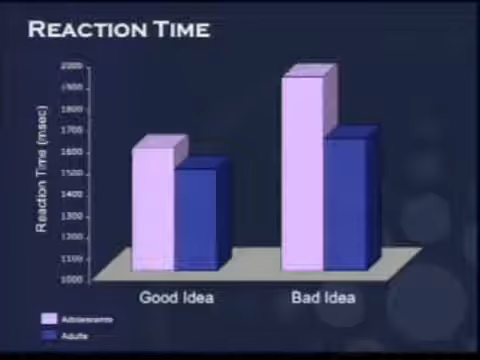 REACTION TIME
Reaction Time (msec)
2000
1900
1800
1700
1600
1500
1400
1300
1200
1100
1000
Good Idea
Bad Idea
Adolescents
Adults